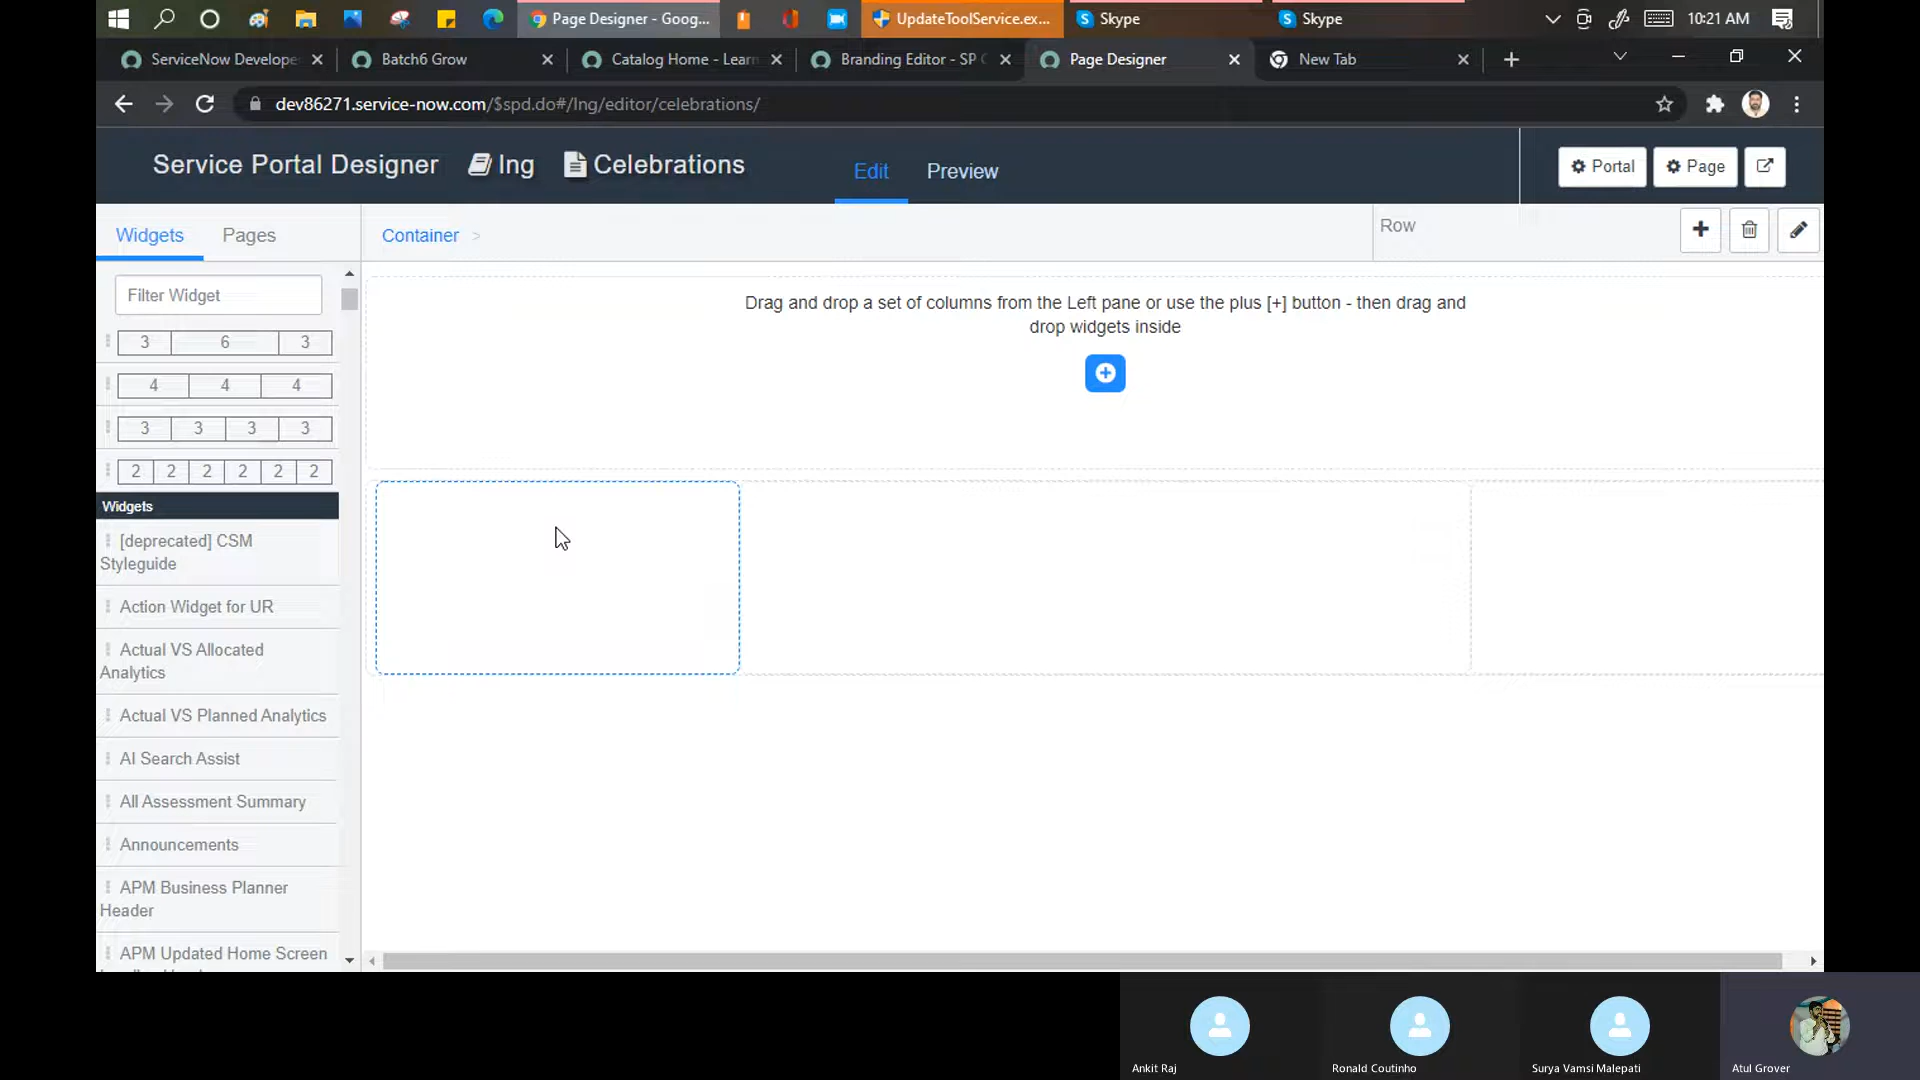 Page Designer - Goog...
UpdateToolService.ex...
Skype
Skype
10:21 AM
ServiceNow Develope
Batch6 Grow
Catalog Home - Lear
Branding Editor - SP
Page Designer
New Tab
dev86271.service-now.com/$spd.do#/lng/editor/celebrations/
Service Portal Designer
lng
Celebrations
Edit
Preview
Portal
Page
Widgets
Pages
Container >
Row
Filter Widget
3 6 3
4 4 4
3 3 3 3
2 2 2 2 2 2
Widgets
[deprecated] CSM
Styleguide
Action Widget for UR
Actual VS Allocated
Analytics
Actual VS Planned Analytics
AI Search Assist
All Assessment Summary
Announcements
APM Business Planner
Header
APM Updated Home Screen
Drag and drop a set of columns from the Left pane or use the plus [+] button - then drag and
drop widgets inside
Ankit Raj
Ronald Coutinho
Surya Vamsi Malepati
Atul Grover